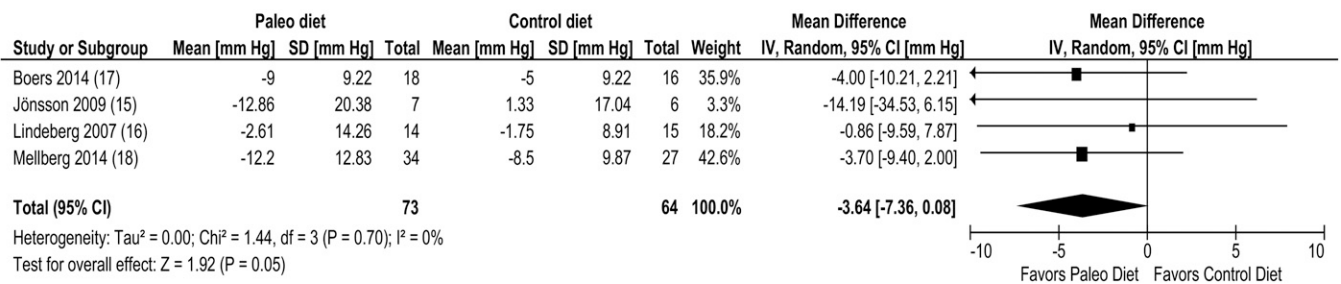 Paleo diet Control diet Mean Difference Mean Difference
Study or Subgroup Mean [mm Hg] SD [mm Hg] Total Mean [mm Hg] SD [mm Hg] Total Weight IV, Random, 95% CI [mm Hg] IV, Random, 95% CI [mm Hg]
Boers 2014 (17) -9 9.22 18 -5 9.22 16 35.9% -4.00 [-10.21, 2.21]
Jönsson 2009 (15) -12.86 20.38 7 1.33 17.04 6 3.3% -14.19 [-34.53, 6.15]
Lindeberg 2007 (16) -2.61 14.26 14 -1.75 8.91 15 18.2% -0.86 [-9.59, 7.87]
Mellberg 2014 (18) -12.2 12.83 34 -8.5 9.87 27 42.6% -3.70 [-9.40, 2.00]
Total (95% CI) 73 64 100.0% -3.64 [-7.36, 0.08]
Heterogeneity: Tau² = 0.00; Chi² = 1.44, df = 3 (P = 0.70); I² = 0%
Test for overall effect: Z = 1.92 (P = 0.05)
-10 -5 0 5 10
Favors Paleo Diet Favors Control Diet